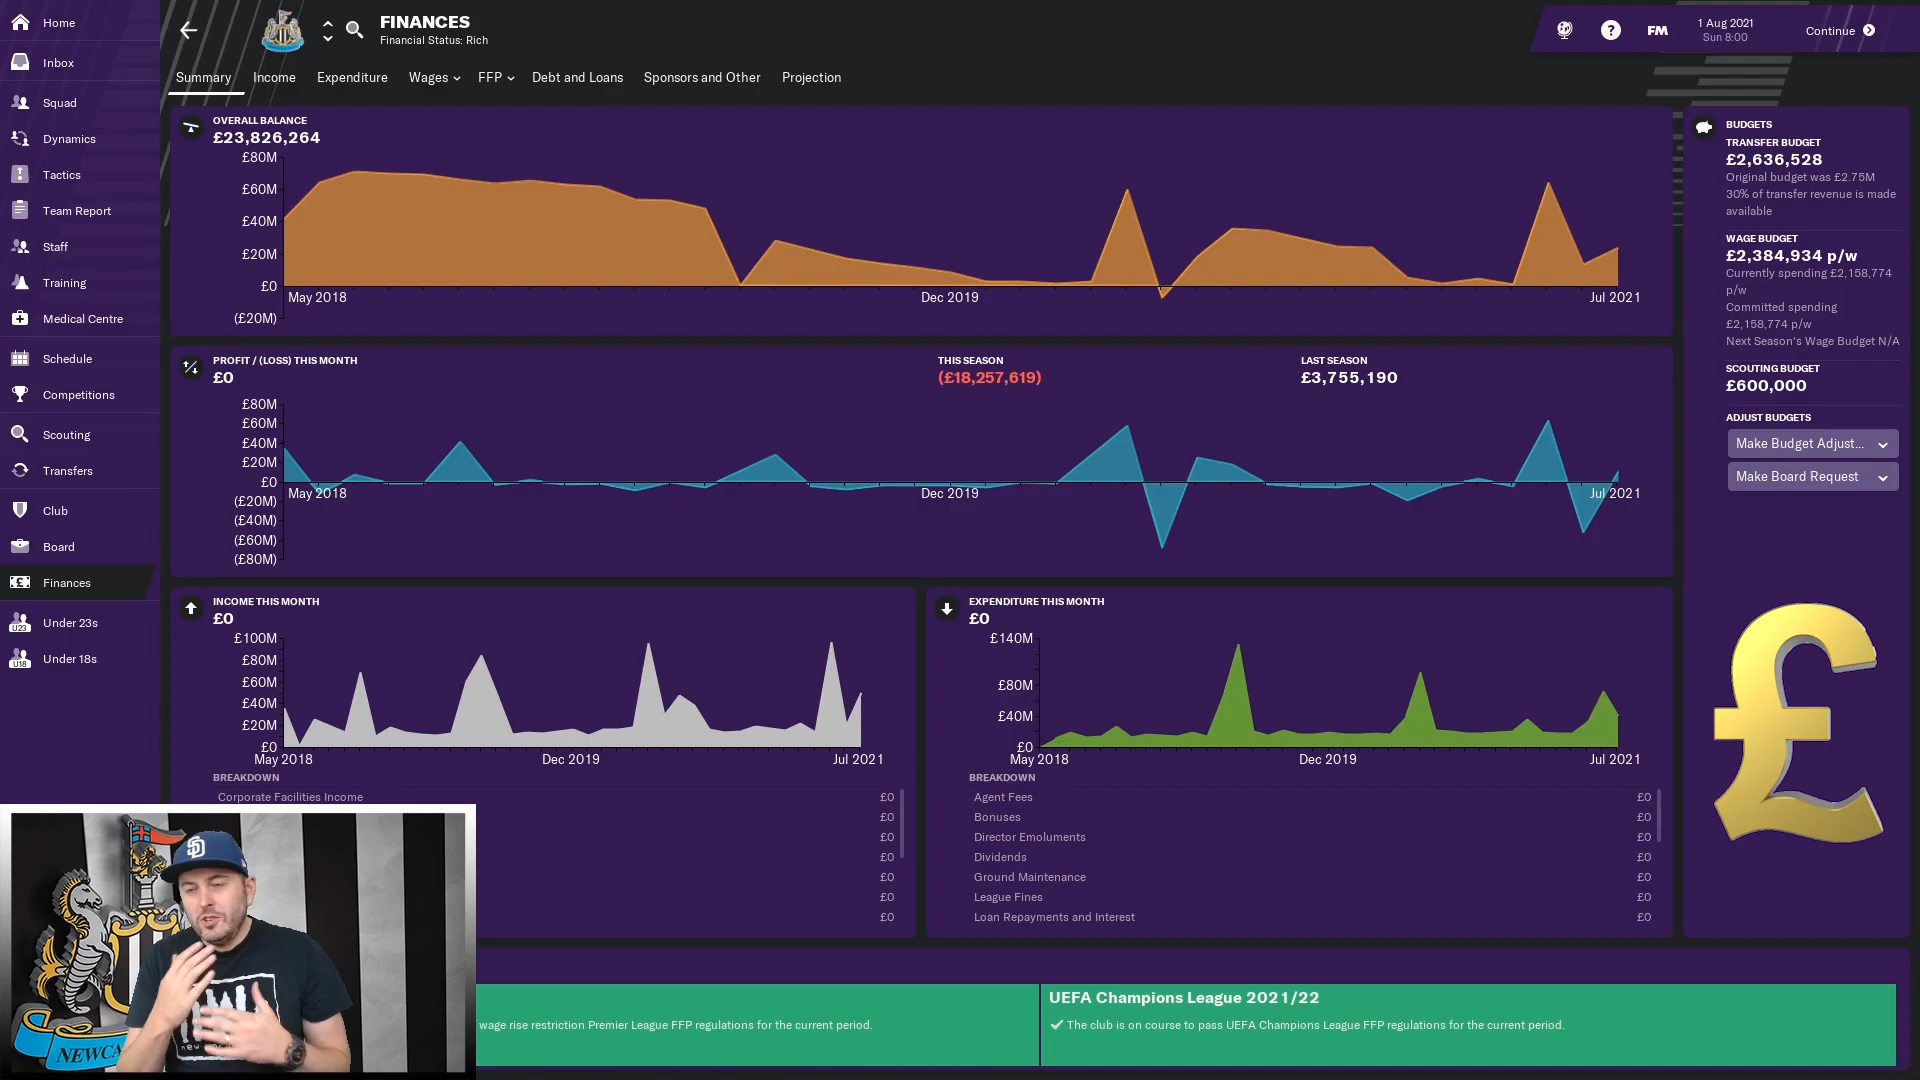 Home
Inbox
Squad
Dynamics
Tactics
Team Report
Staff
Training
Medical Centre
Schedule
Competitions
Scouting
Transfers
Club
Board
Finances
U23
Under 23s
U18
Under 18s
FINANCES
Financial Status: Rich
FM
1 Aug 2021
Sun 8:00
Continue
Summary Income Expenditure Wages FFP Debt and Loans Sponsors and Other Projection
OVERALL BALANCE
£23,826,264
£80M
£60M
£40M
£20M
£0
(£20M)
May 2018 Dec 2019 Jul 2021
PROFIT / (LOSS) THIS MONTH
£0
THIS SEASON
(£18,257,619)
LAST SEASON
£3,755,190
£80M
£60M
£40M
£20M
£0
(£20M)
(£40M)
(£60M)
(£80M)
May 2018 Dec 2019 Jul 2021
INCOME THIS MONTH
£0
£100M
£80M
£60M
£40M
£20M
£0
May 2018 Dec 2019 Jul 2021
BREAKDOWN
Corporate Facilities Income £0
£0
£0
£0
£0
£0
£0
EXPENDITURE THIS MONTH
£0
£140M
£80M
£40M
£0
May 2018 Dec 2019 Jul 2021
BREAKDOWN
Agent Fees £0
Bonuses £0
Director Emoluments £0
Dividends £0
Ground Maintenance £0
League Fines £0
Loan Repayments and Interest £0
BUDGETS
TRANSFER BUDGET
£2,636,528
Original budget was £2.75M
30% of transfer revenue is made
available
WAGE BUDGET
£2,384,934 p/w
Currently spending £2,158,774
p/w
Committed spending
£2,158,774 p/w
Next Season's Wage Budget N/A
SCOUTING BUDGET
£600,000
ADJUST BUDGETS
Make Budget Adjust...
Make Board Request
£
wage rise restriction Premier League FFP regulations for the current period.
UEFA Champions League 2021/22
The club is on course to pass UEFA Champions League FFP regulations for the current period.
SD
NEWCA